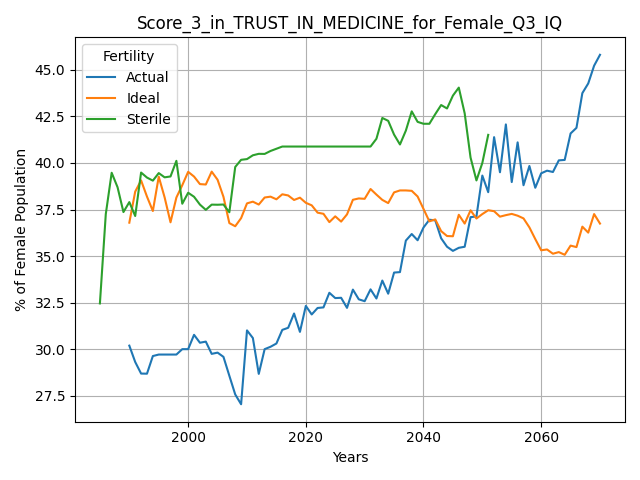 Score_3_in_TRUST_IN_MEDICINE_for_Female_Q3_IQ
Fertility
Actual
Ideal
Sterile
% of Female Population
45.0
42.5
40.0
37.5
35.0
32.5
30.0
27.5
2000
2020
2040
2060
Years